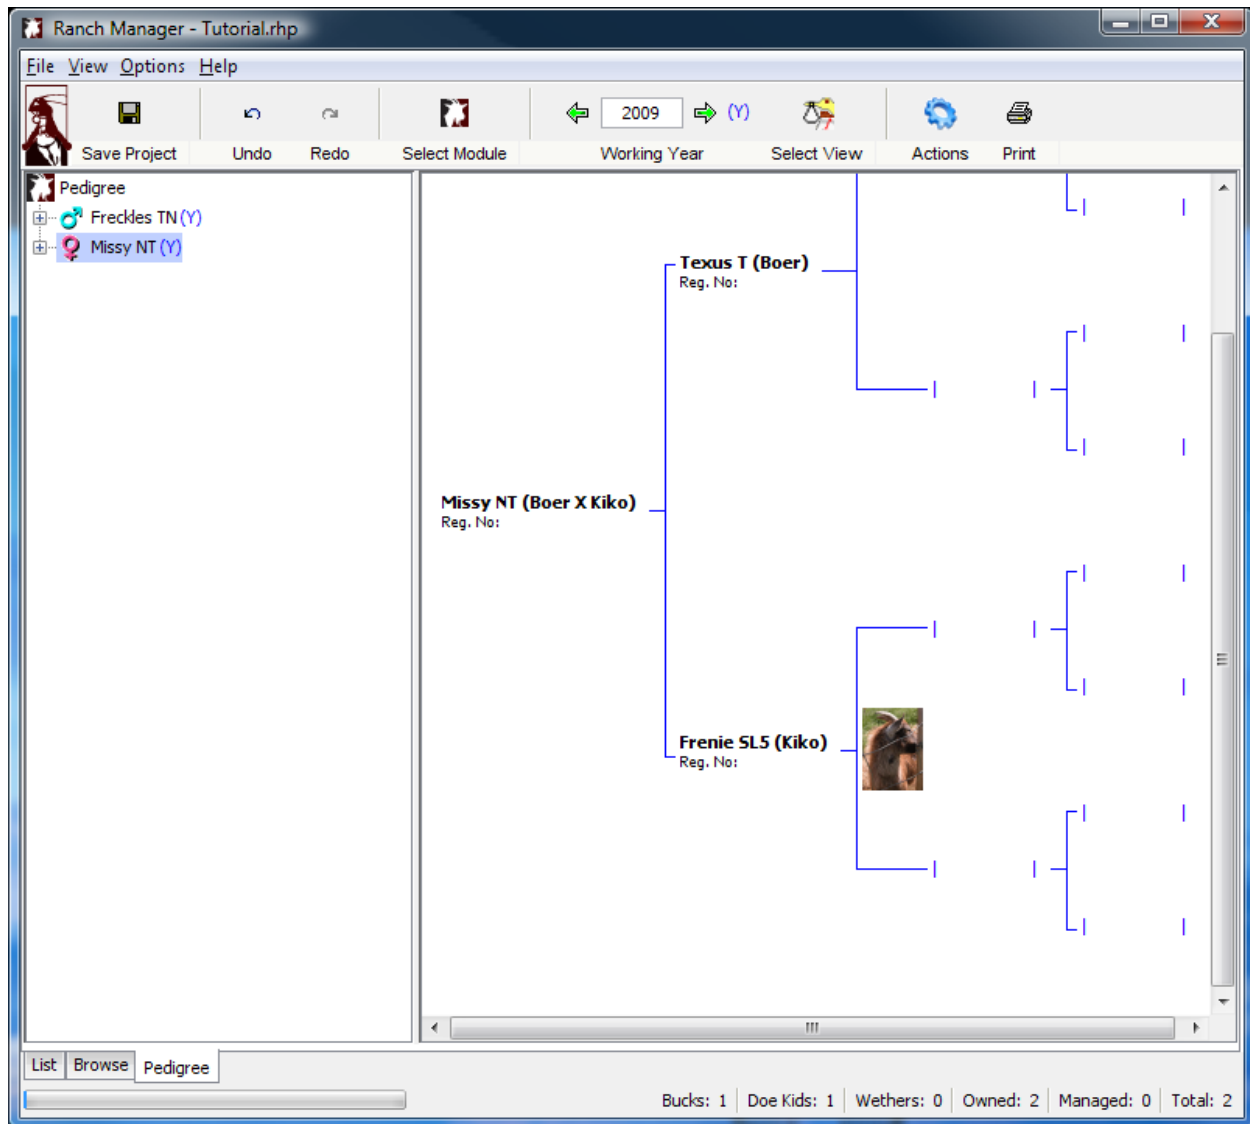 Ranch Manager - Tutorial.rhp
File View Options Help
2009 (Y)
Save Project Undo Redo Select Module Working Year Select View Actions Print
Pedigree
Freckles TN (Y)
Missy NT (Y)
Texus T (Boer)
Reg. No:
Missy NT (Boer X Kiko)
Reg. No:
Frenie SL5 (Kiko)
Reg. No:
List Browse Pedigree
Bucks: 1 Doe Kids: 1 Wethers: 0 Owned: 2 Managed: 0 Total: 2